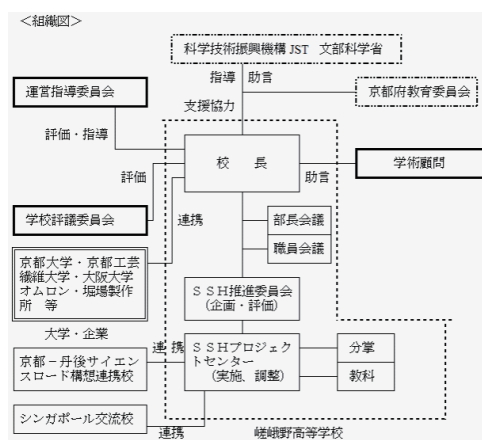 <組織図>
科学技術振興機構 JST 文部科学省
指導 助言
運営指導委員会
京都府教育委員会
支援協力
評価・指導
校 長
学術顧問
評価
助言
学校評議委員会
連携
部長会議
職員会議
京都大学・京都工芸
繊維大学・大阪大学
オムロン・堀場製作
所 等
SSH推進委員会
(企画・評価)
大学・企業
京都-丹後サイエン
スロード構想連携校
連 携
SSHプロジェク
トセンター
(実施、調整)
分掌
教科
シンガポール交流校
連携
嵯峨野高等学校